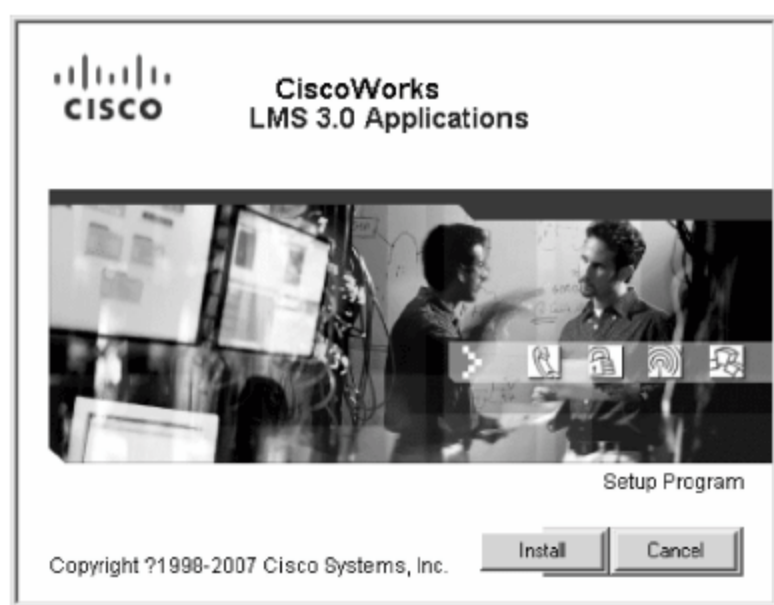 CISCO
CiscoWorks
LMS 3.0 Applications
Setup Program
Install
Cancel
Copyright ?1998-2007 Cisco Systems, Inc.